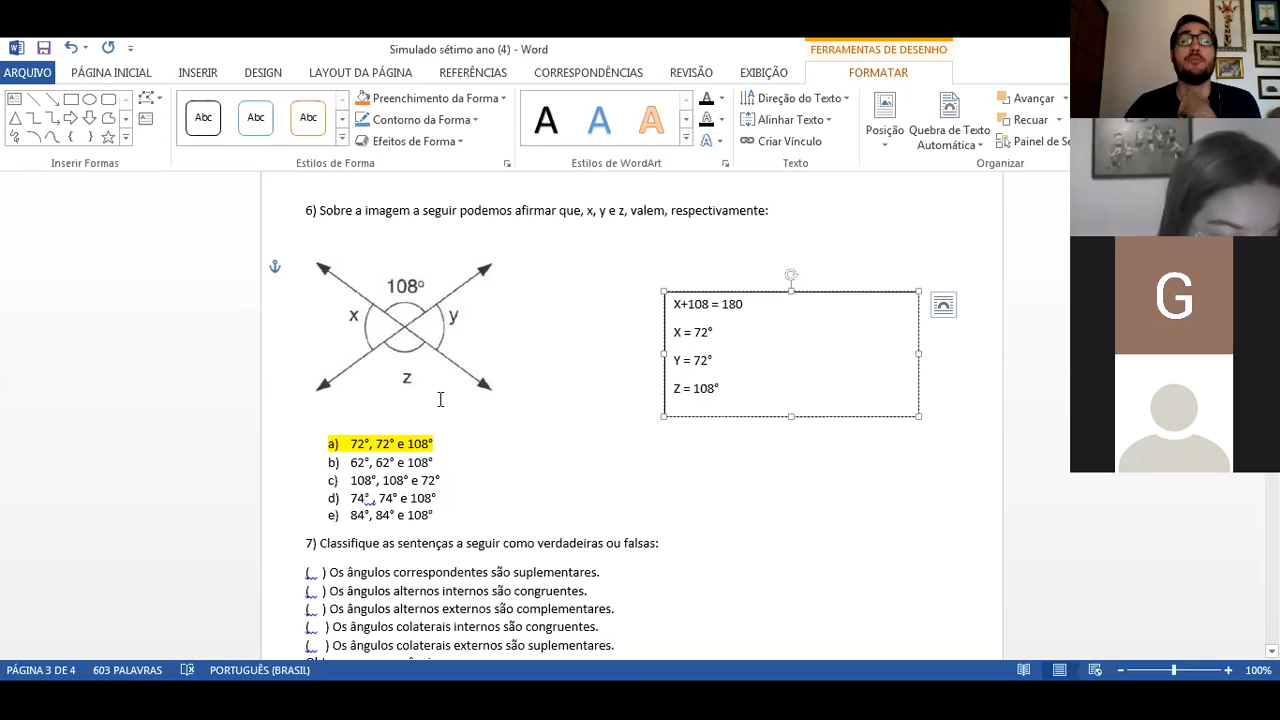 Simulado sétimo ano (4) - Word
FERRAMENTAS DE DESENHO
ARQUIVO PÁGINA INICIAL INSERIR DESIGN LAYOUT DA PÁGINA REFERÊNCIAS CORRESPONDÊNCIAS REVISÃO EXIBIÇÃO FORMATAR
Abc Abc Abc
Preenchimento da Forma
Contorno da Forma
Efeitos de Forma
A A A
Direção do Texto
Alinhar Texto
Criar Vínculo
Posição
Quebra de Texto
Automática
Avançar
Recuar
Painel de Se
Inserir Formas Estilos de Forma Estilos de WordArt Texto Organizar
6) Sobre a imagem a seguir podemos afirmar que, x, y e z, valem, respectivamente:
108º
x
y
z
X+108 = 180
X = 72°
Y = 72°
Z = 108°
a) 72°, 72° e 108°
b) 62°, 62° e 108°
c) 108°, 108° e 72°
d) 74° , 74° e 108°
e) 84°, 84° e 108°
7) Classifique as sentenças a seguir como verdadeiras ou falsas:
( ) Os ângulos correspondentes são suplementares.
( ) Os ângulos alternos internos são congruentes.
( ) Os ângulos alternos externos são complementares.
( ) Os ângulos colaterais internos são congruentes.
( ) Os ângulos colaterais externos são suplementares.
G
PÁGINA 3 DE 4 603 PALAVRAS PORTUGUÊS (BRASIL) 100%